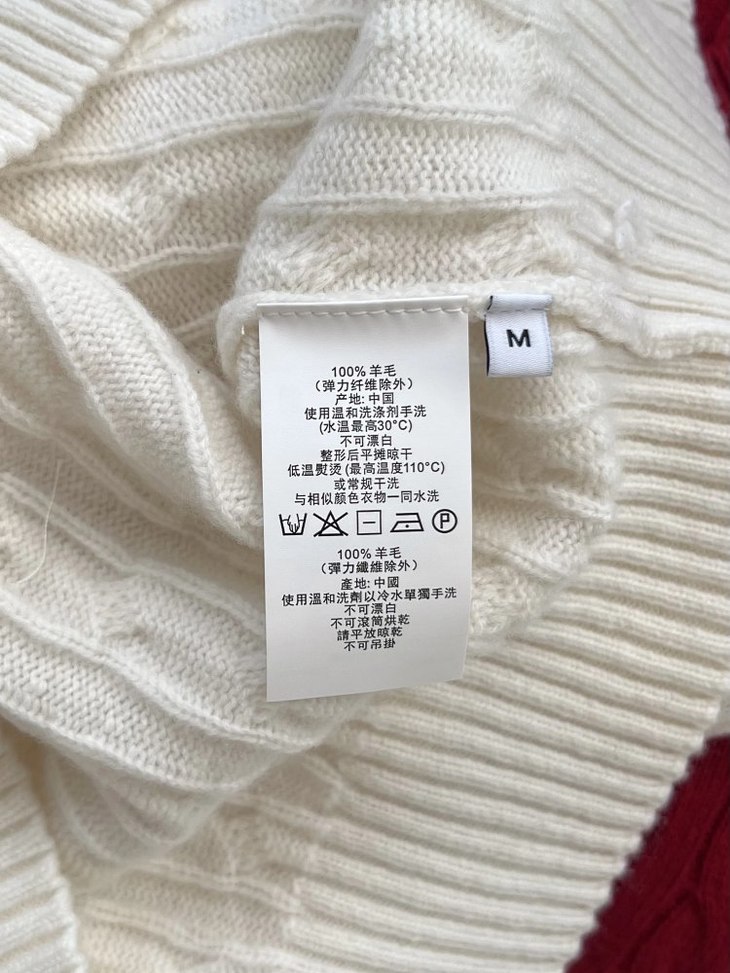 M
100% 羊毛
（弹力纤维除外）
产地: 中国
使用温和洗涤剂手洗
(水温最高30°C)
不可漂白
整形后平摊晾干
低温熨烫 (最高温度110°C)
或常规干洗
与相似颜色衣物一同水洗
P
100% 羊毛
（彈力纖維除外）
產地: 中國
使用溫和洗劑以冷水單獨手洗
不可漂白
不可滾筒烘乾
請平放晾乾
不可吊掛